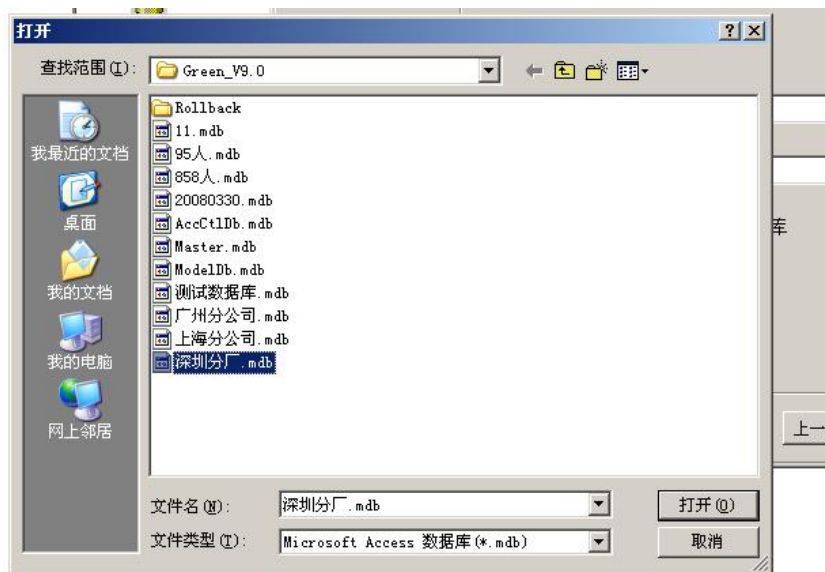 打开
查找范围(I):
Green_V9.0
我最近的文档
桌面
我的文档
我的电脑
网上邻居
Rollback
11.mdb
95人.mdb
858人.mdb
20080330.mdb
AccCtlDb.mdb
Master.mdb
ModelDb.mdb
测试数据库.mdb
广州分公司.mdb
上海分公司.mdb
深圳分厂.mdb
文件名(N):
深圳分厂.mdb
打开(O)
文件类型(T):
Microsoft Access 数据库(*.mdb)
取消
库
上一